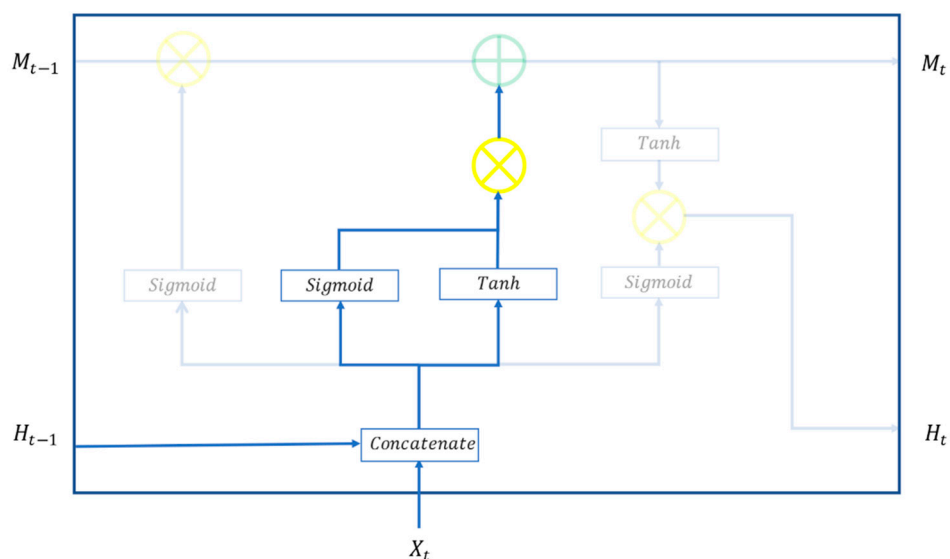 M_{t-1}
M_t
Tanh
Sigmoid
Sigmoid
Tanh
Sigmoid
H_{t-1}
Concatenate
H_t
X_t